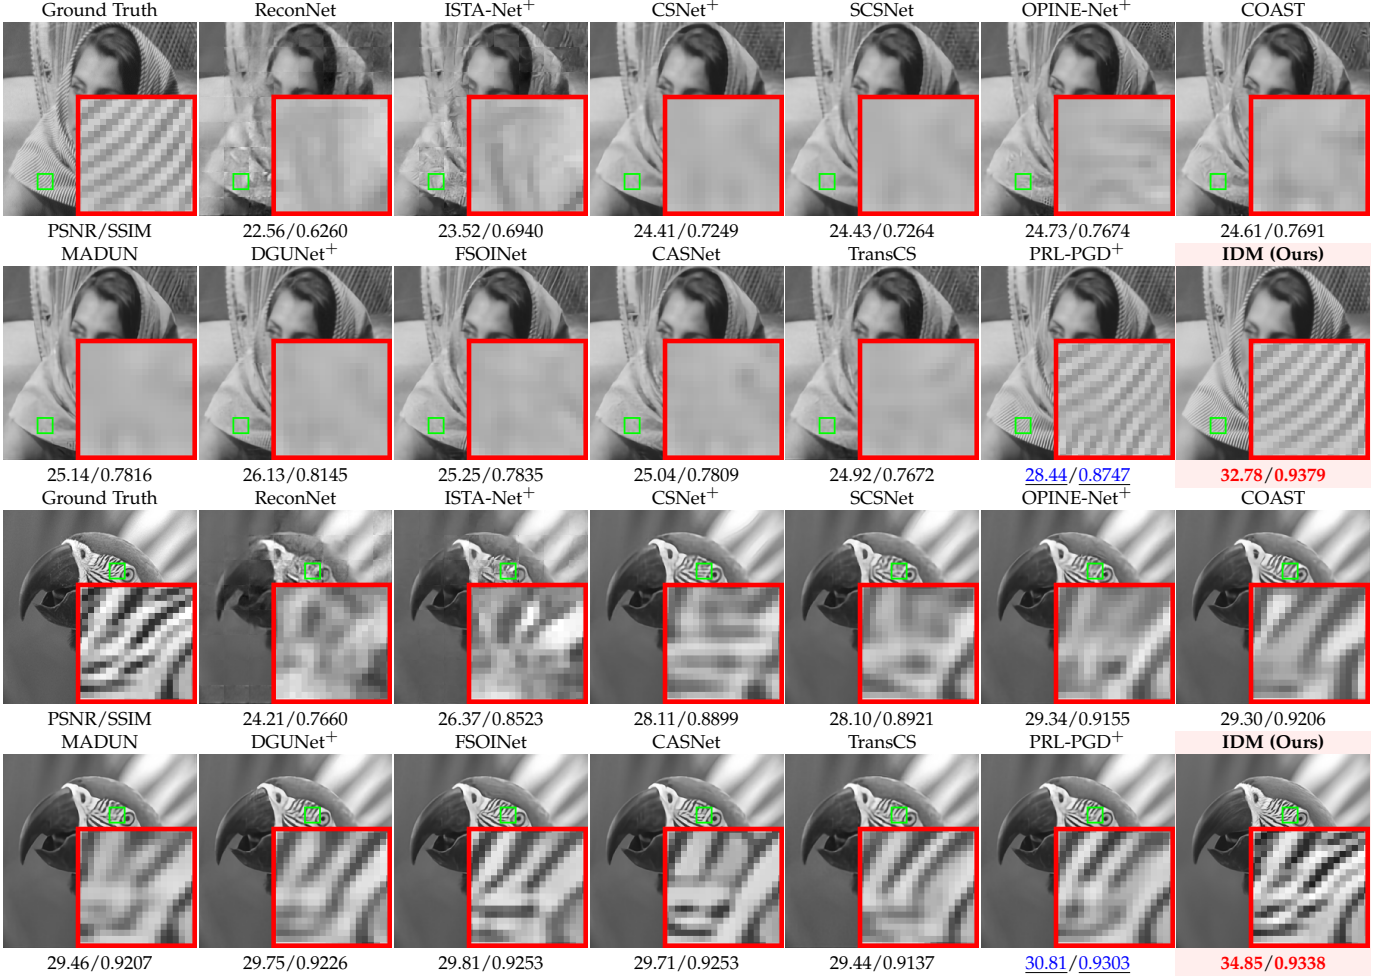 Ground Truth ReconNet ISTA-Net+ CSNet+ SCSNet OPINE-Net+ COAST
PSNR/SSIM 22.56/0.6260 23.52/0.6940 24.41/0.7249 24.43/0.7264 24.73/0.7674 24.61/0.7691
MADUN DGUNet+ FSOINet CASNet TransCS PRL-PGD+ IDM (Ours)
25.14/0.7816 26.13/0.8145 25.25/0.7835 25.04/0.7809 24.92/0.7672 28.44/0.8747 32.78/0.9379
Ground Truth ReconNet ISTA-Net+ CSNet+ SCSNet OPINE-Net+ COAST
PSNR/SSIM 24.21/0.7660 26.37/0.8523 28.11/0.8899 28.10/0.8921 29.34/0.9155 29.30/0.9206
MADUN DGUNet+ FSOINet CASNet TransCS PRL-PGD+ IDM (Ours)
29.46/0.9207 29.75/0.9226 29.81/0.9253 29.71/0.9253 29.44/0.9137 30.81/0.9303 34.85/0.9338